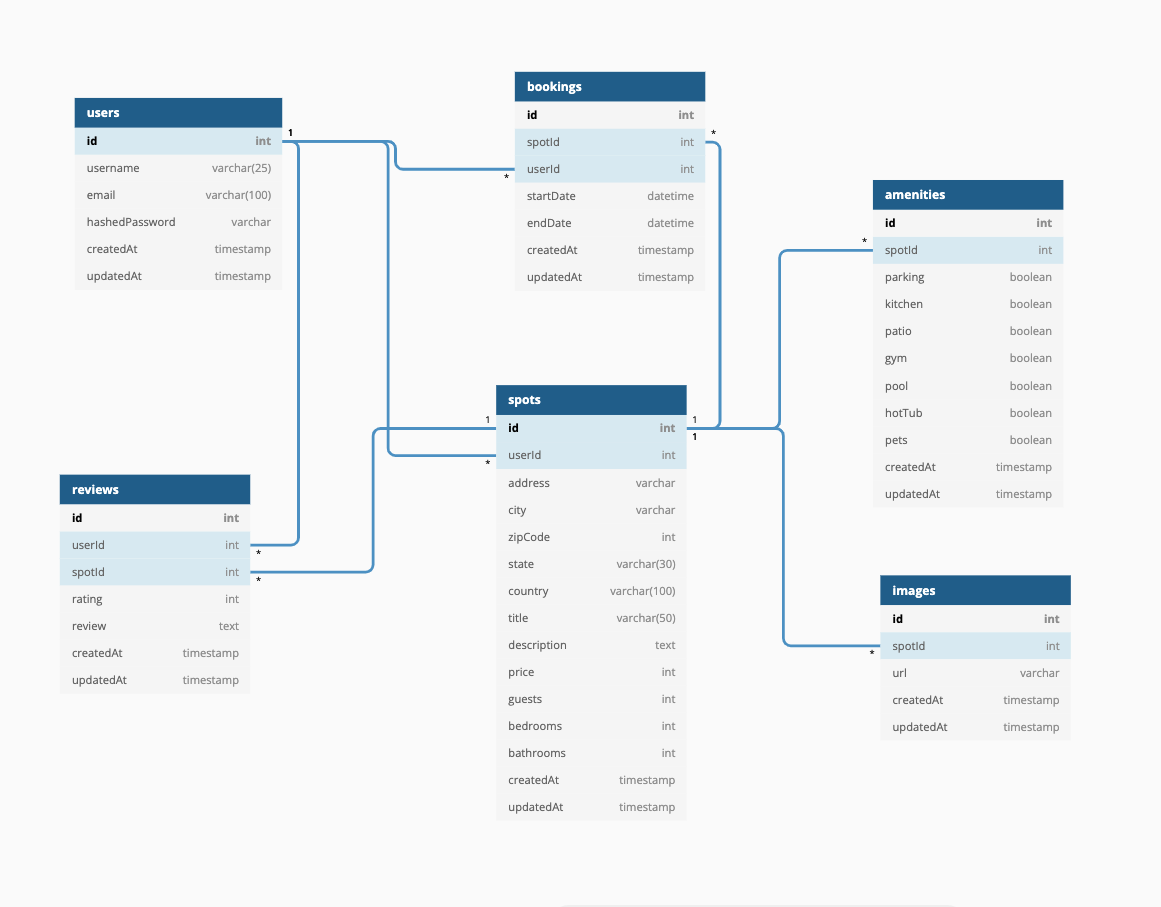 users
id int
username varchar(25)
email varchar(100)
hashedPassword varchar
createdAt timestamp
updatedAt timestamp
1
bookings
id int
spotId int
userId int
startDate datetime
endDate datetime
createdAt timestamp
updatedAt timestamp
*
*
amenities
id int
spotId int
parking boolean
kitchen boolean
patio boolean
gym boolean
pool boolean
hotTub boolean
pets boolean
createdAt timestamp
updatedAt timestamp
*
spots
id int
userId int
address varchar
city varchar
zipCode int
state varchar(30)
country varchar(100)
title varchar(50)
description text
price int
guests int
bedrooms int
bathrooms int
createdAt timestamp
updatedAt timestamp
1
*
1
1
reviews
id int
userId int
spotId int
rating int
review text
createdAt timestamp
updatedAt timestamp
*
*
images
id int
spotId int
url varchar
createdAt timestamp
updatedAt timestamp
*